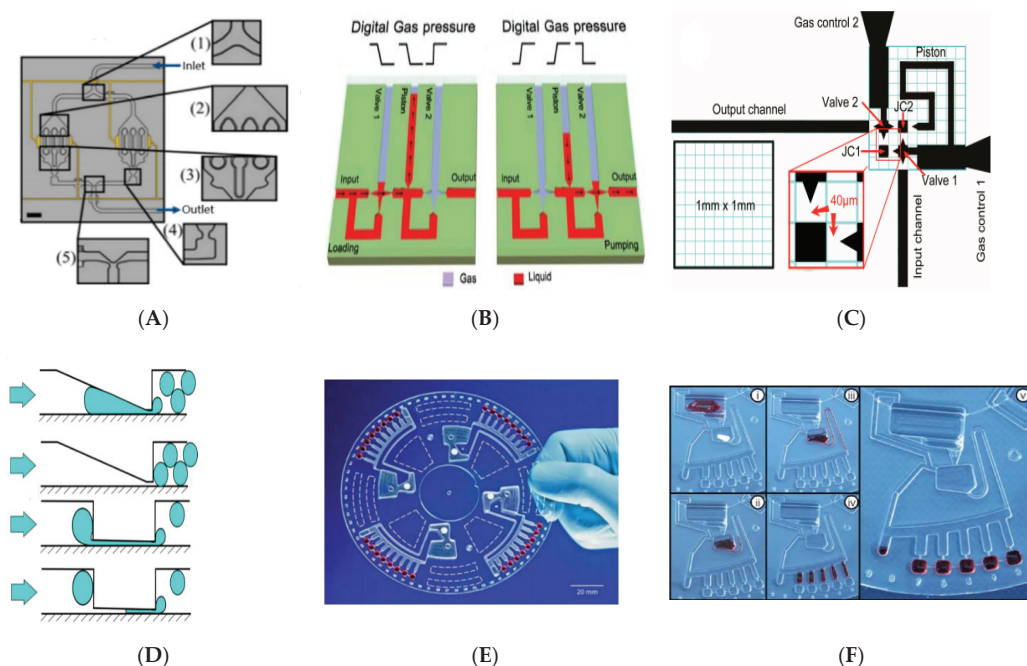 (1)
Inlet
(2)
(3)
Outlet
(4)
(5)
(A)
Digital Gas pressure
Digital Gas pressure
Valve 1
Piston
Valve 2
Valve 1
Piston
Valve 2
Input
Output
Input
Output
Loading
Pumping
Gas
Liquid
(B)
Gas control 2
Piston
Output channel
Valve 2
JC2
JC1
Valve 1
1mm x 1mm
40μm
Input channel
Gas control 1
(C)
(D)
20 mm
(E)
i
iii
v
ii
iv
(F)